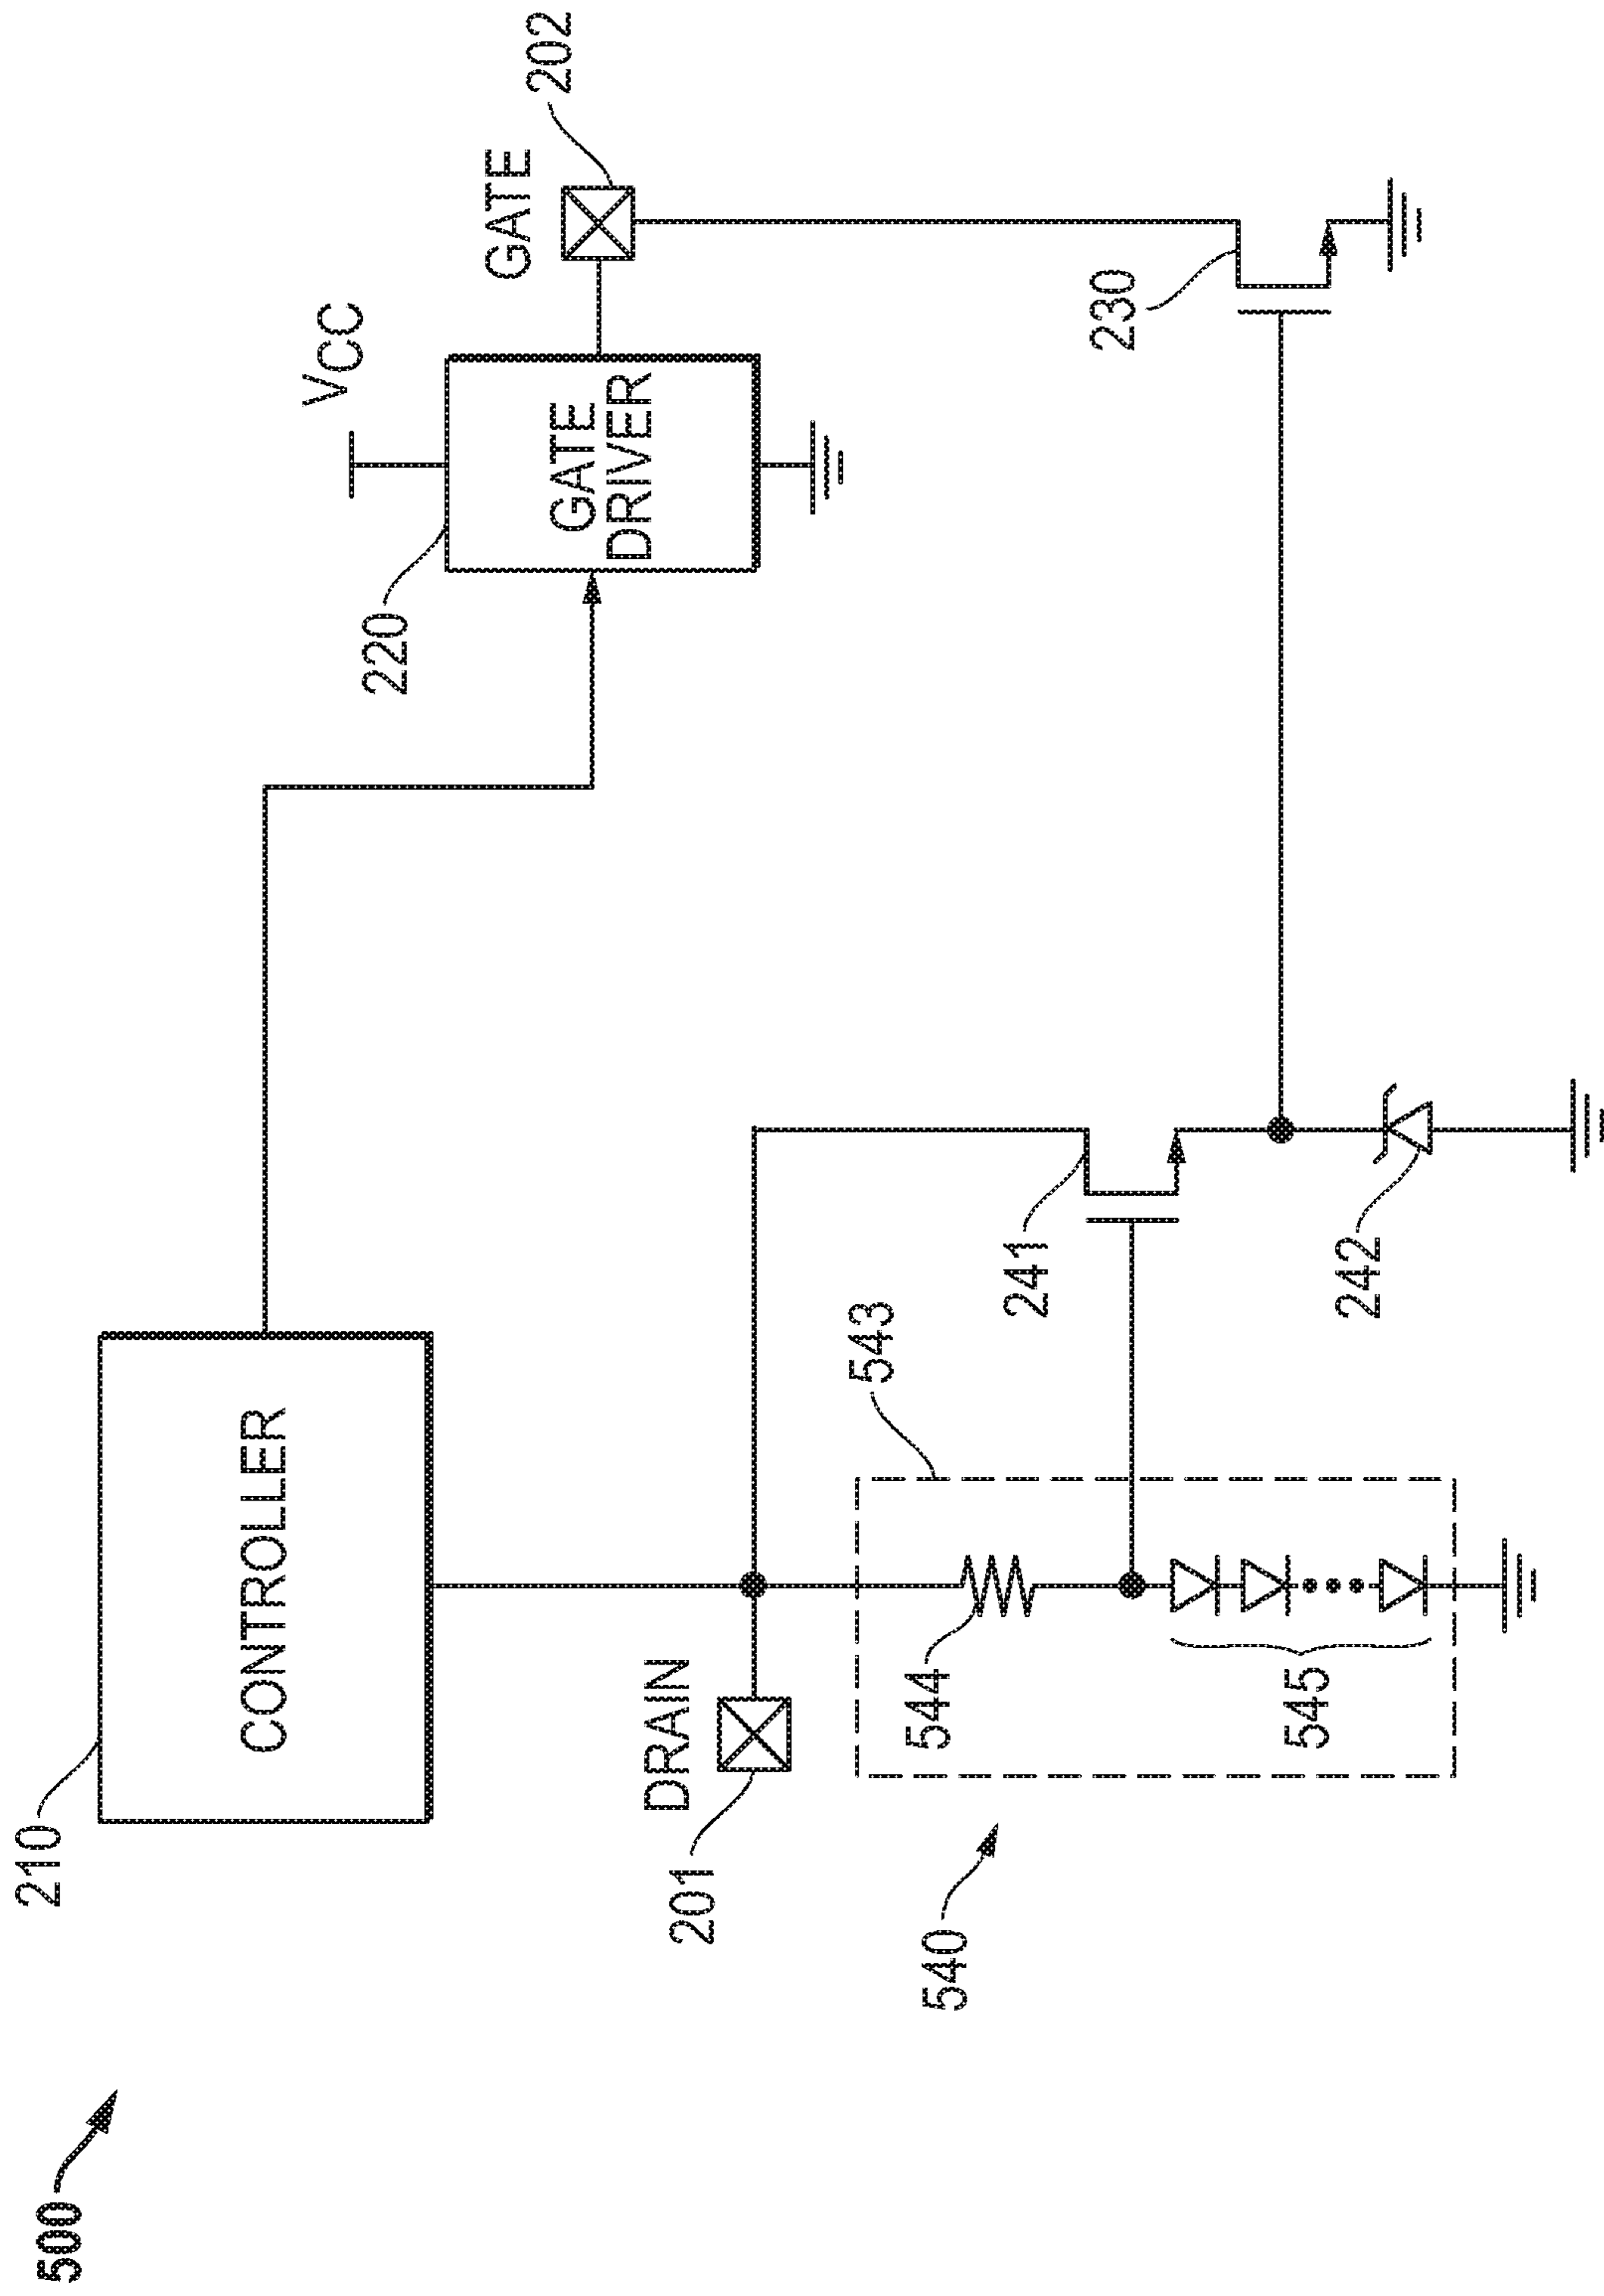 500
210
CONTROLLER
VCC
220
GATE
DRIVER
GATE
202
DRAIN
201
540
543
544
545
241
242
230